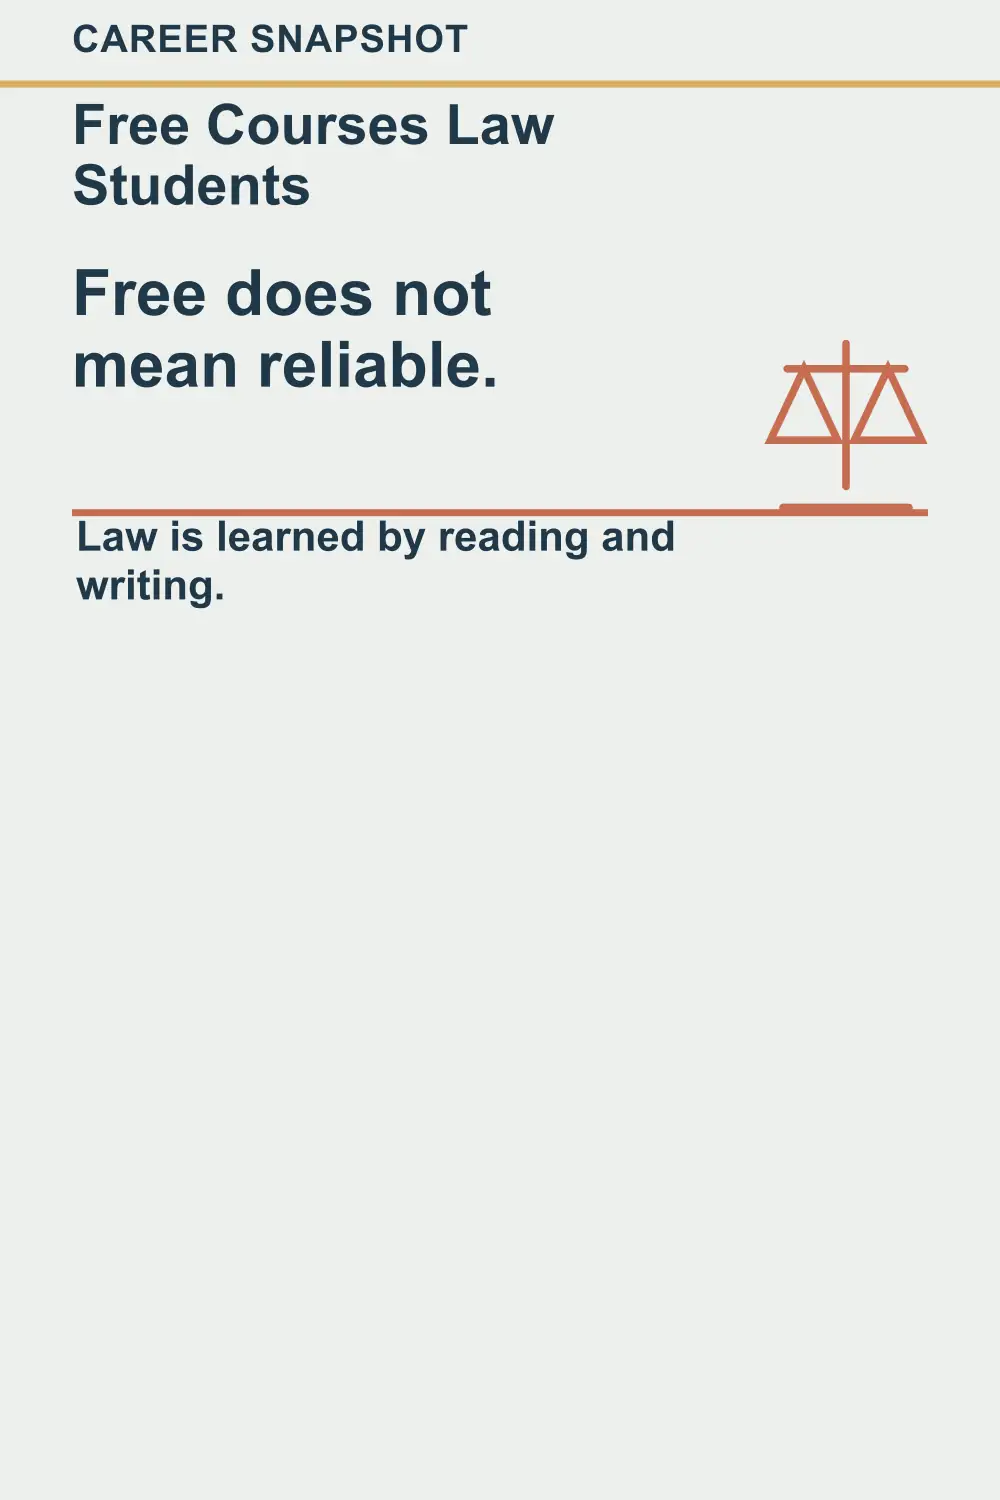 CAREER SNAPSHOT
Free Courses Law
Students
Free does not
mean reliable.
Law is learned by reading and
writing.